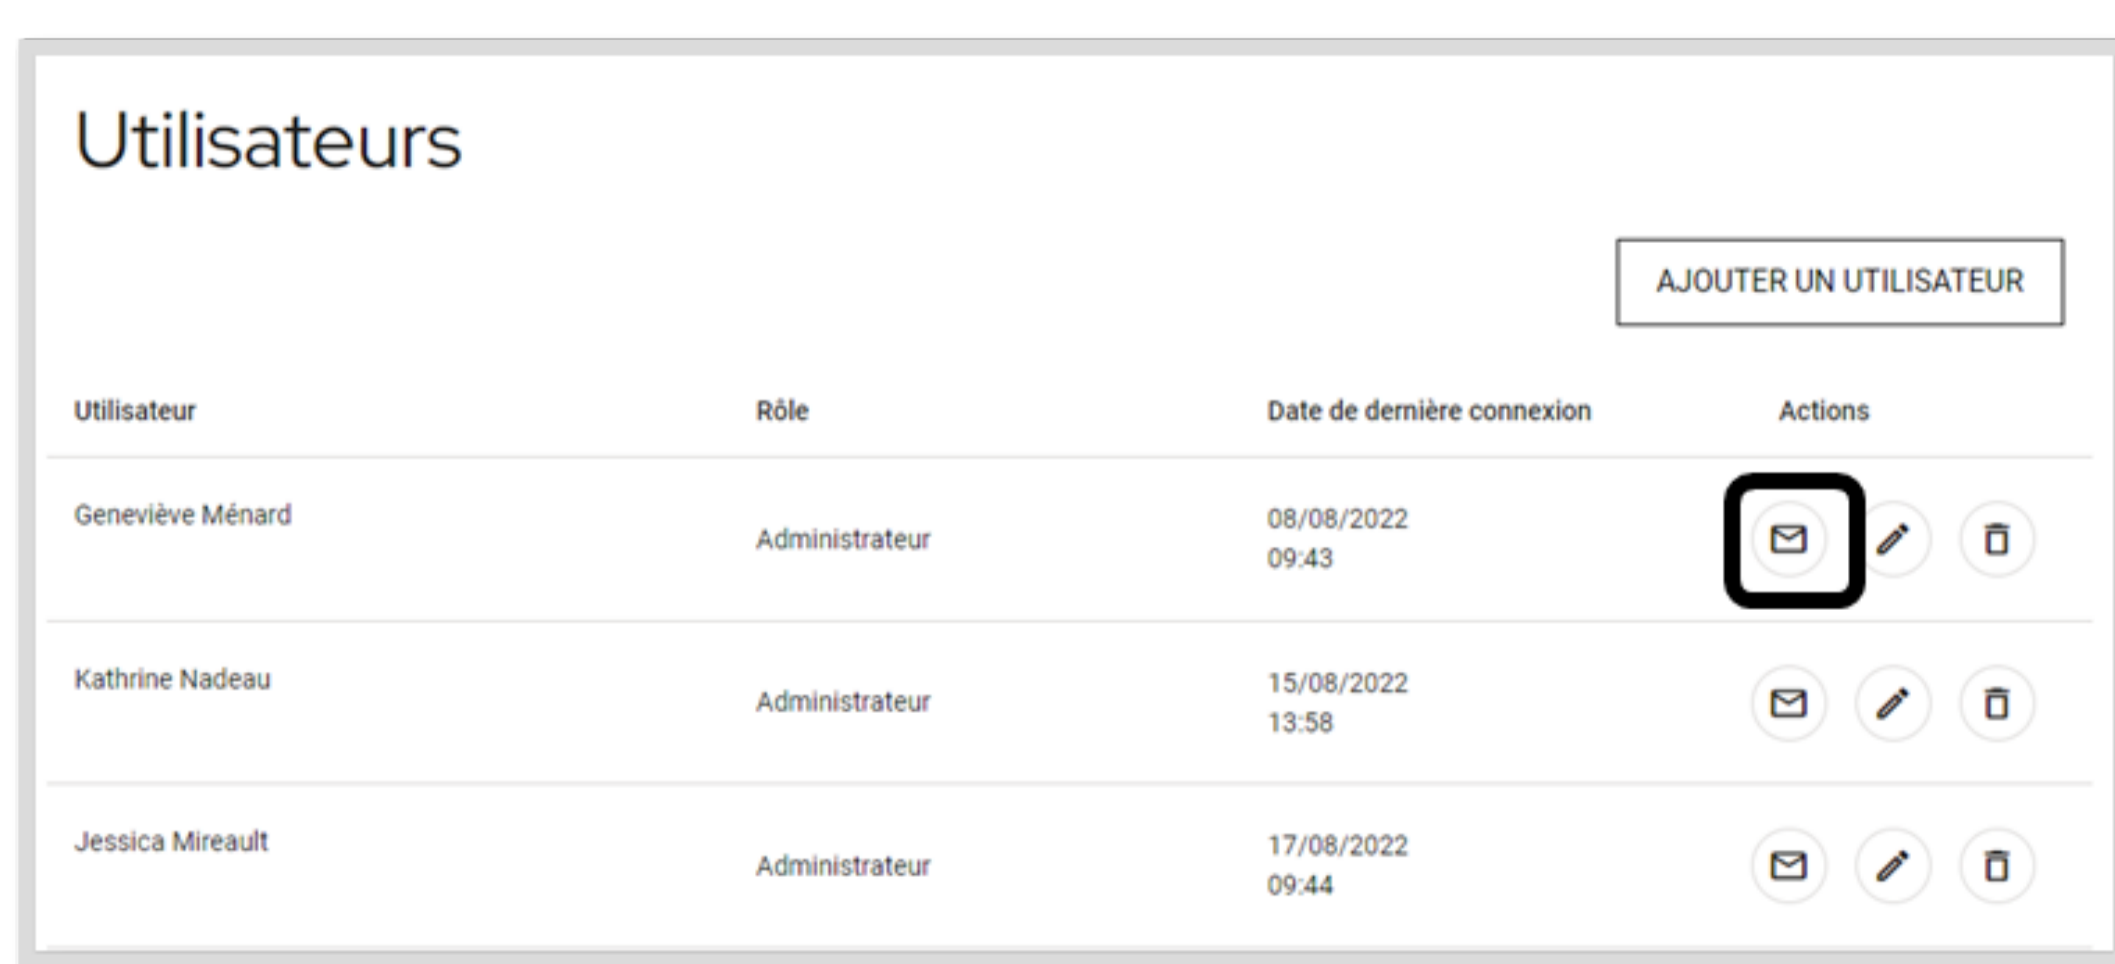 Utilisateurs
AJOUTER UN UTILISATEUR
Utilisateur Rôle Date de dernière connexion Actions
Geneviève Ménard
Administrateur
08/08/2022
09:43
Kathrine Nadeau
Administrateur
15/08/2022
13:58
Jessica Mireault
Administrateur
17/08/2022
09:44